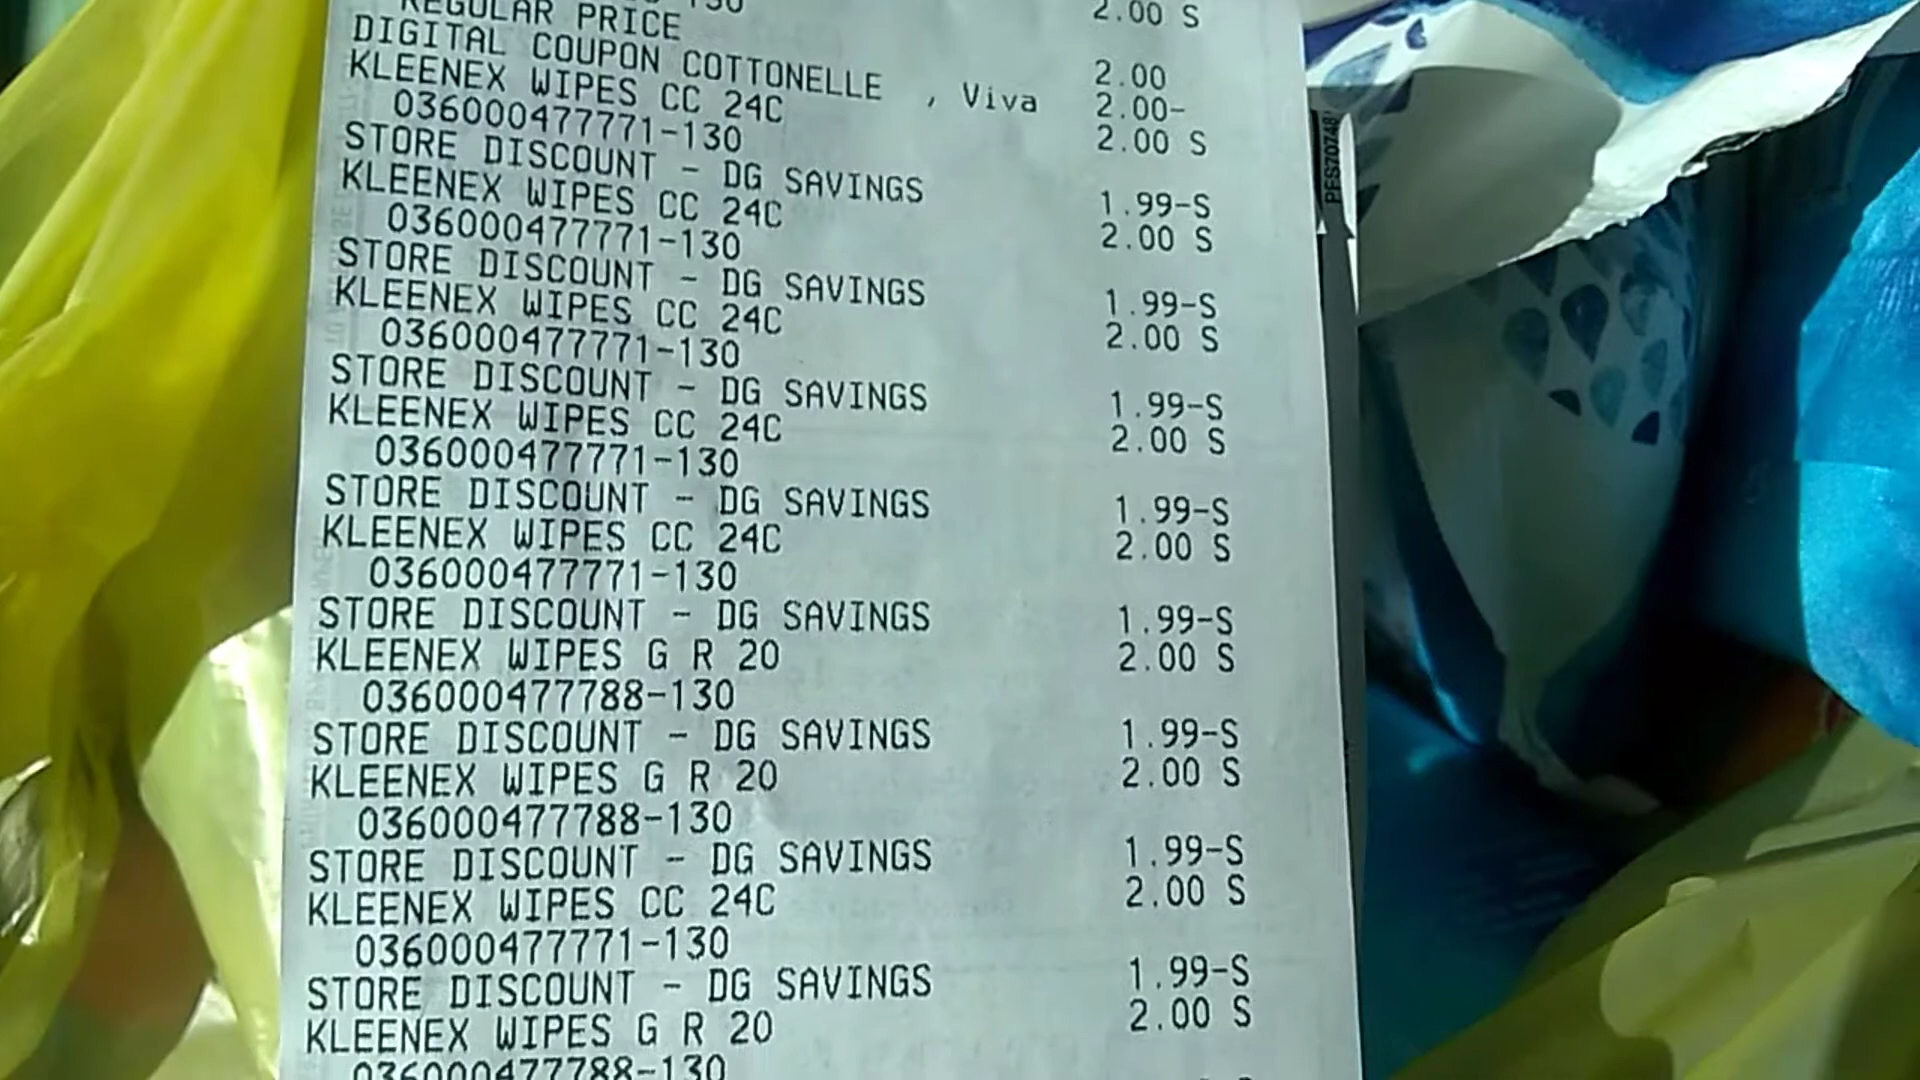 130 2.00 S
REGULAR PRICE 2.00
DIGITAL COUPON COTTONELLE , Viva 2.00-
KLEENEX WIPES CC 24C 2.00 S
036000477771-130
STORE DISCOUNT - DG SAVINGS 1.99-S
KLEENEX WIPES CC 24C 2.00 S
036000477771-130
STORE DISCOUNT - DG SAVINGS 1.99-S
KLEENEX WIPES CC 24C 2.00 S
036000477771-130
STORE DISCOUNT - DG SAVINGS 1.99-S
KLEENEX WIPES CC 24C 2.00 S
036000477771-130
STORE DISCOUNT - DG SAVINGS 1.99-S
KLEENEX WIPES CC 24C 2.00 S
036000477771-130
STORE DISCOUNT - DG SAVINGS 1.99-S
KLEENEX WIPES G R 20 2.00 S
036000477788-130
STORE DISCOUNT - DG SAVINGS 1.99-S
KLEENEX WIPES G R 20 2.00 S
036000477788-130
STORE DISCOUNT - DG SAVINGS 1.99-S
KLEENEX WIPES CC 24C 2.00 S
036000477771-130
STORE DISCOUNT - DG SAVINGS 1.99-S
KLEENEX WIPES G R 20 2.00 S
036000477788-130